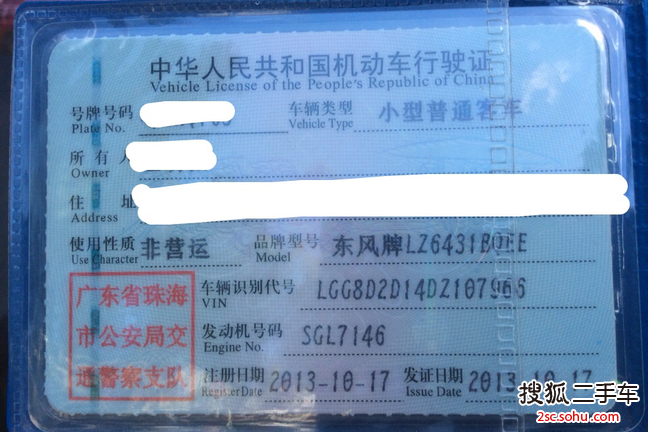 中华人民共和国机动车行驶证
Vehicle License of the People's Republic of China
号牌号码 车辆类型 小型普通客车
Plate No. Vehicle Type
所有人
Owner
住址
Address
使用性质 非营运 品牌型号 东风牌LZ6431BQEE
Use Character Model
广东省珠海
市公安局交
通警察支队
车辆识别代号 LGG8D2D14DZ107966
VIN
发动机号码 SGL7146
Engine No.
注册日期 2013-10-17 发证日期 2013-10-17
Register Date Issue Date
搜狐二手车
2sc.sohu.com